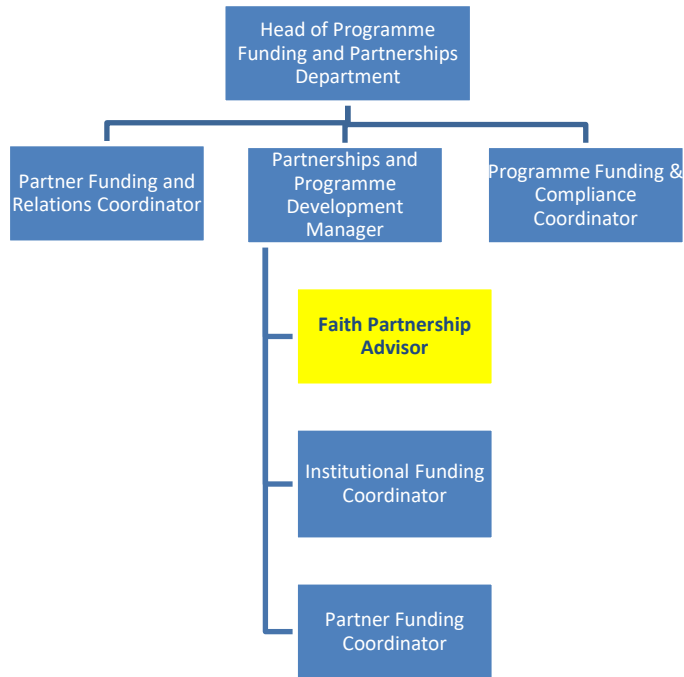 Head of Programme
Funding and Partnerships
Department
Partner Funding and
Relations Coordinator
Partnerships and
Programme
Development
Manager
Programme Funding &
Compliance
Coordinator
Faith Partnership
Advisor
Institutional Funding
Coordinator
Partner Funding
Coordinator